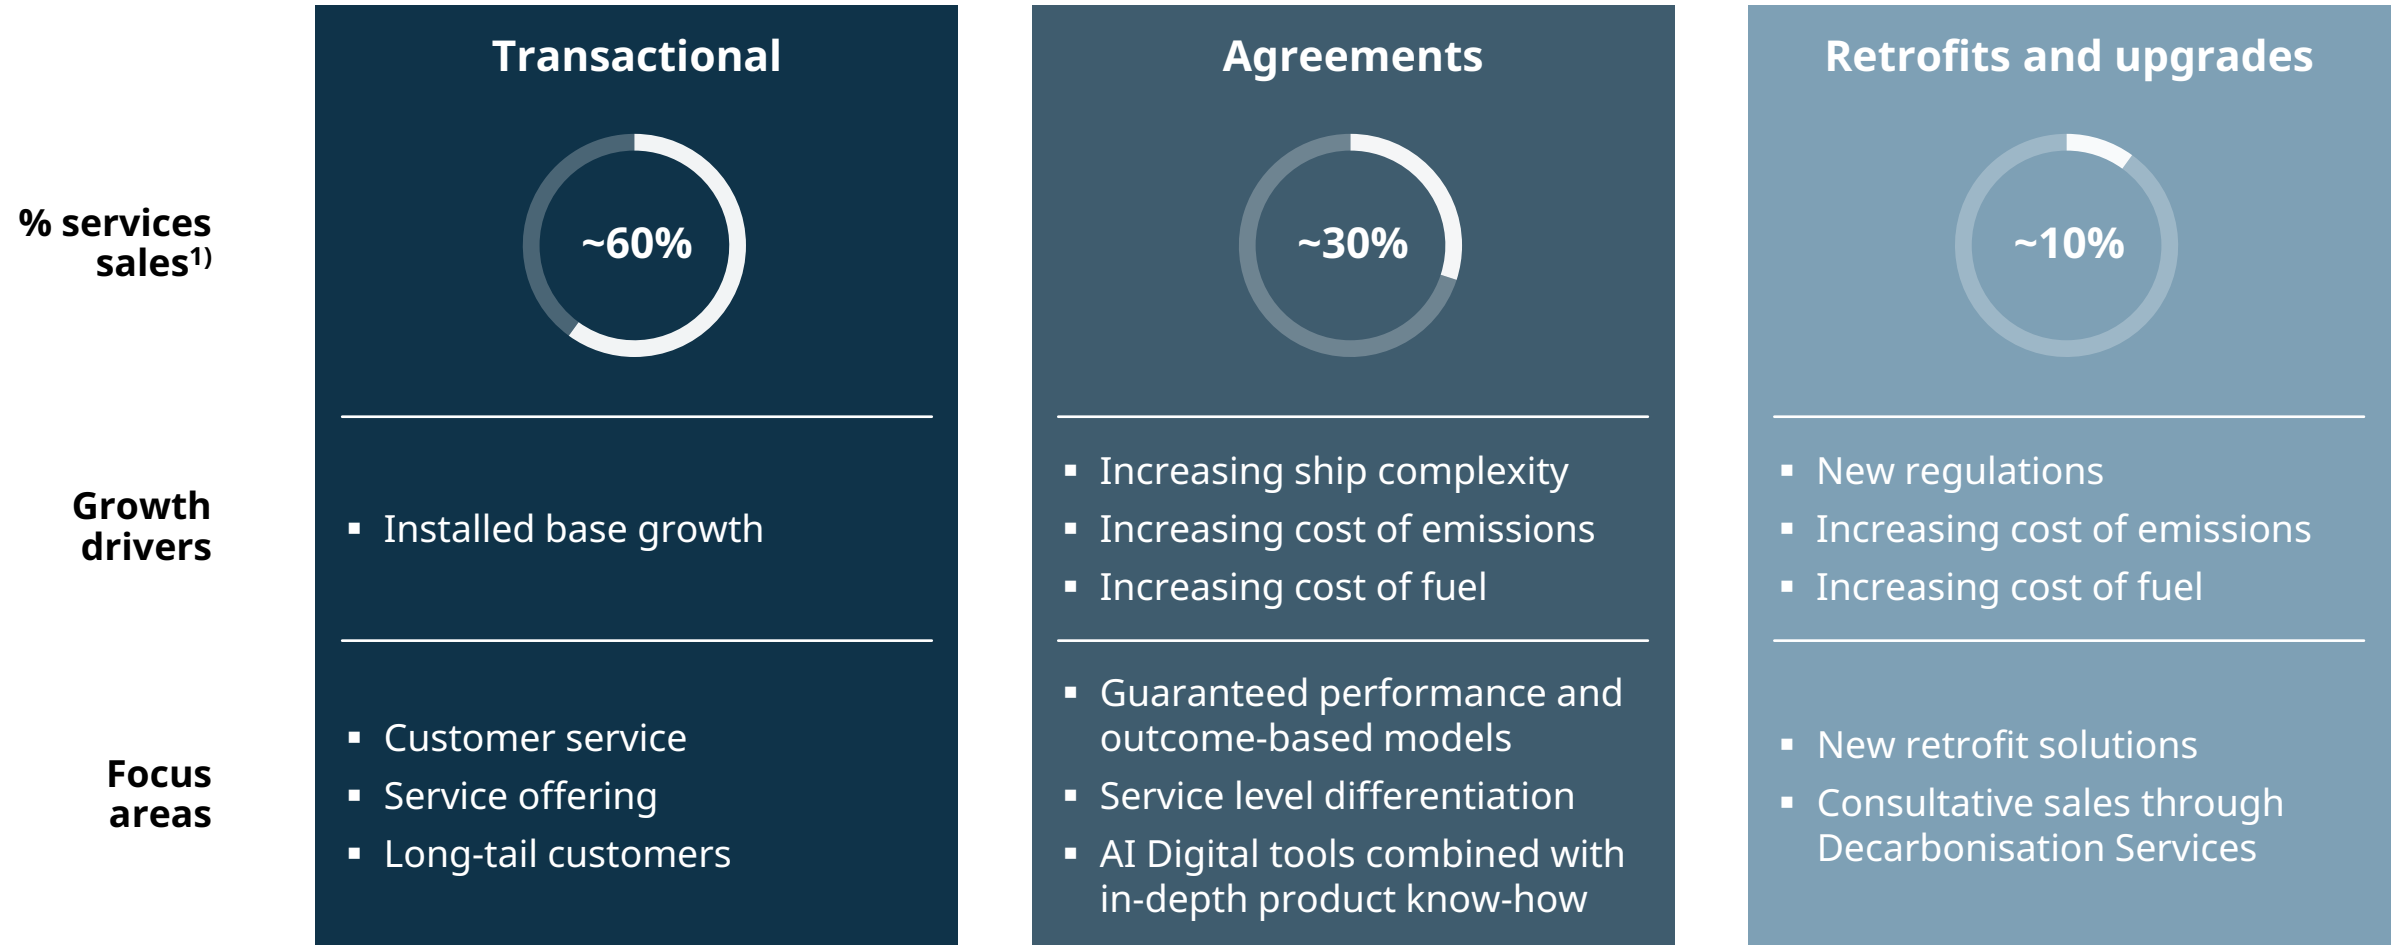 Transactional
Agreements
Retrofits and upgrades
% services
sales1)
~60%
~30%
~10%
Growth
drivers
▪ Installed base growth
▪ Increasing ship complexity
▪ Increasing cost of emissions
▪ Increasing cost of fuel
▪ New regulations
▪ Increasing cost of emissions
▪ Increasing cost of fuel
Focus
areas
▪ Customer service
▪ Service offering
▪ Long-tail customers
▪ Guaranteed performance and
outcome-based models
▪ Service level differentiation
▪ AI Digital tools combined with
in-depth product know-how
▪ New retrofit solutions
▪ Consultative sales through
Decarbonisation Services